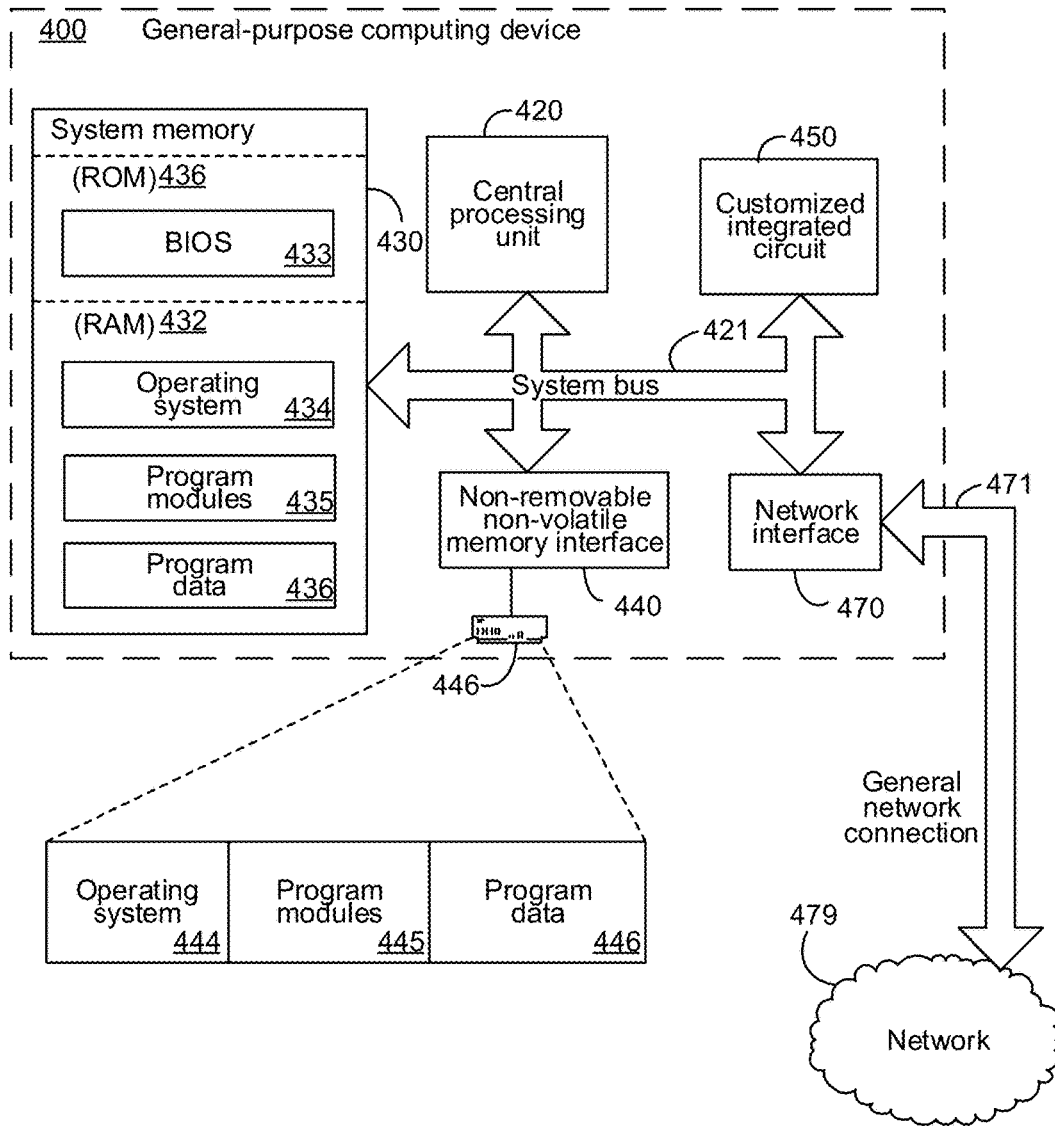 400 General-purpose computing device
System memory
(ROM) 436
BIOS
433
430
(RAM) 432
Operating
system
434
Program
modules
435
Program
data
436
420
Central
processing
unit
450
Customized
integrated
circuit
421
System bus
Non-removable
non-volatile
memory interface
440
446
Network
interface
470
471
Operating
system
444
Program
modules
445
Program
data
446
General
network
connection
479
Network